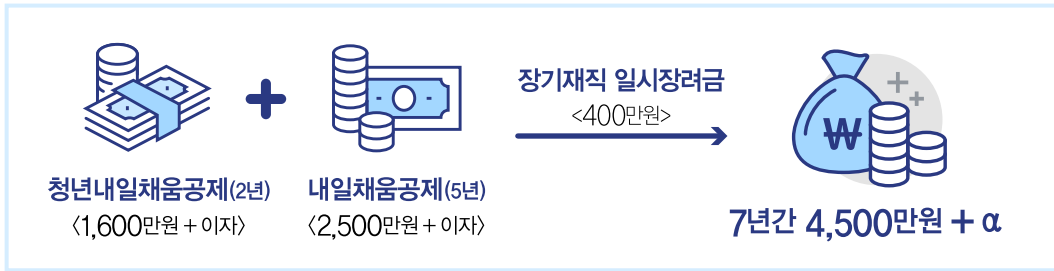 장기재직 일시장려금
<400만원>
₩
청년내일채움공제(2년)
<1,600만원 + 이자>
내일채움공제(5년)
<2,500만원 + 이자>
7년간 4,500만원 + α